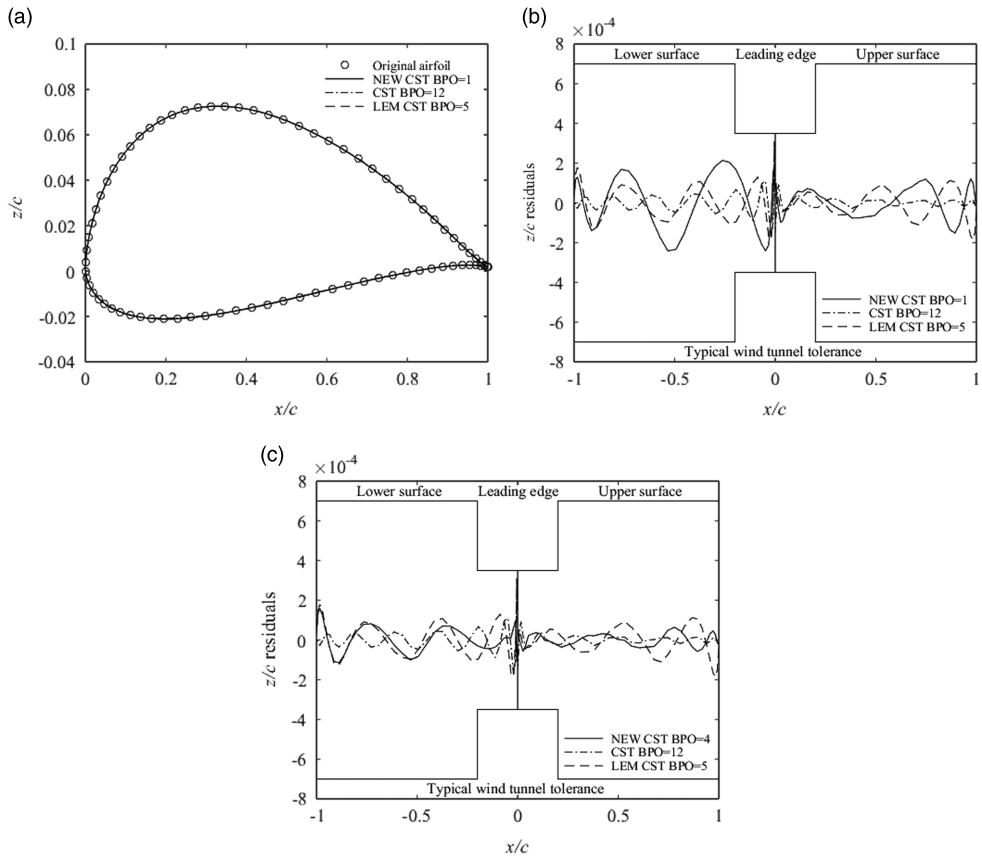 (a)
0.1
0.08
0.06
0.04
0.02
0
-0.02
-0.04
z/c
0 0.2 0.4 0.6 0.8 1
x/c
Original airfoil
NEW CST BPO=1
CST BPO=12
LEM CST BPO=5
(b)
×10-4
8
6
4
2
0
-2
-4
-6
-8
z/c residuals
Lower surface Leading edge Upper surface
NEW CST BPO=1
CST BPO=12
LEM CST BPO=5
Typical wind tunnel tolerance
-1 -0.5 0 0.5 1
x/c
(c)
×10-4
8
6
4
2
0
-2
-4
-6
-8
z/c residuals
Lower surface Leading edge Upper surface
NEW CST BPO=4
CST BPO=12
LEM CST BPO=5
Typical wind tunnel tolerance
-1 -0.5 0 0.5 1
x/c